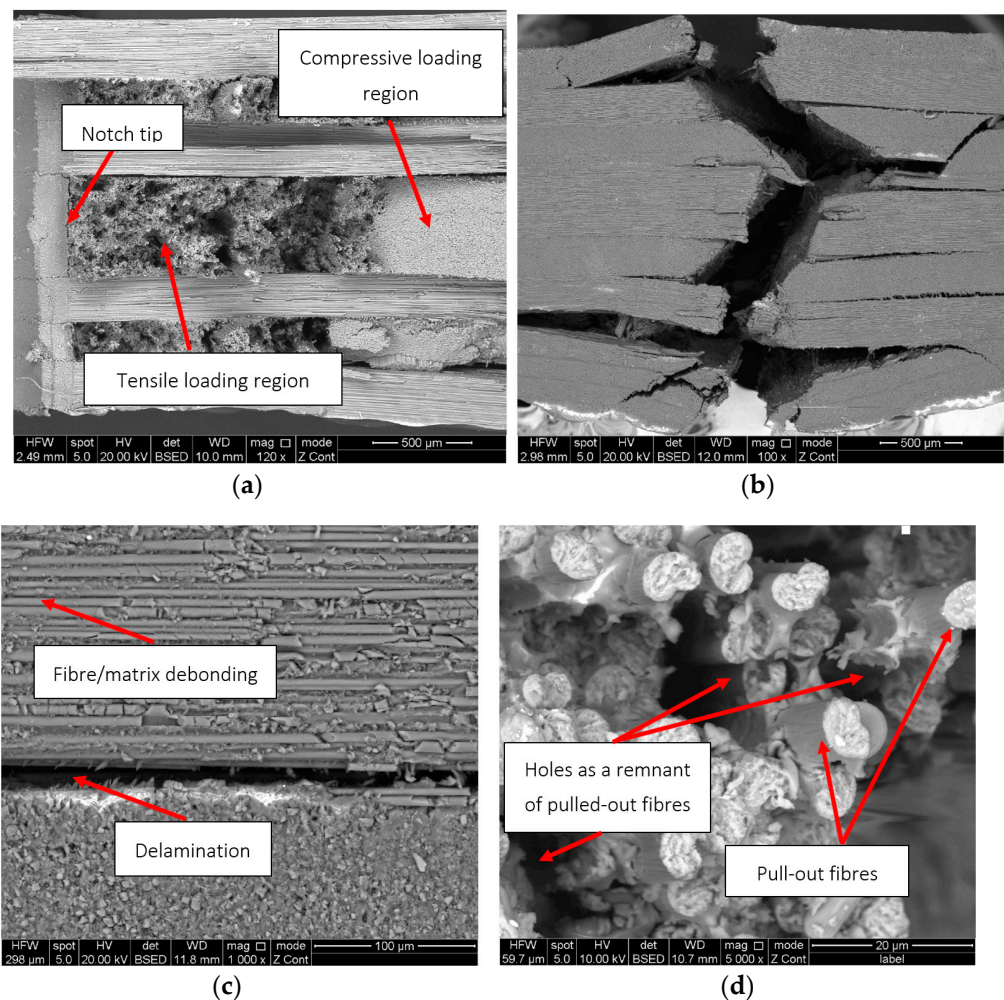 Compressive loading
region
Notch tip
Tensile loading region
HFW spot HV det WD mag □ mode 500 µm
2.49 mm 5.0 20.00 kV BSED 10.0 mm 120 x Z Cont
(a)
HFW spot HV det WD mag □ mode 500 µm
2.98 mm 5.0 20.00 kV BSED 12.0 mm 100 x Z Cont
(b)
Fibre/matrix debonding
Delamination
HFW spot HV det WD mag □ mode 100 µm
298 µm 5.0 20.00 kV BSED 11.8 mm 1 000 x Z Cont
(c)
Holes as a remnant
of pulled-out fibres
Pull-out fibres
HFW spot HV det WD mag □ mode 20 µm
59.7 µm 5.0 10.00 kV BSED 10.7 mm 5 000 x Z Cont label
(d)